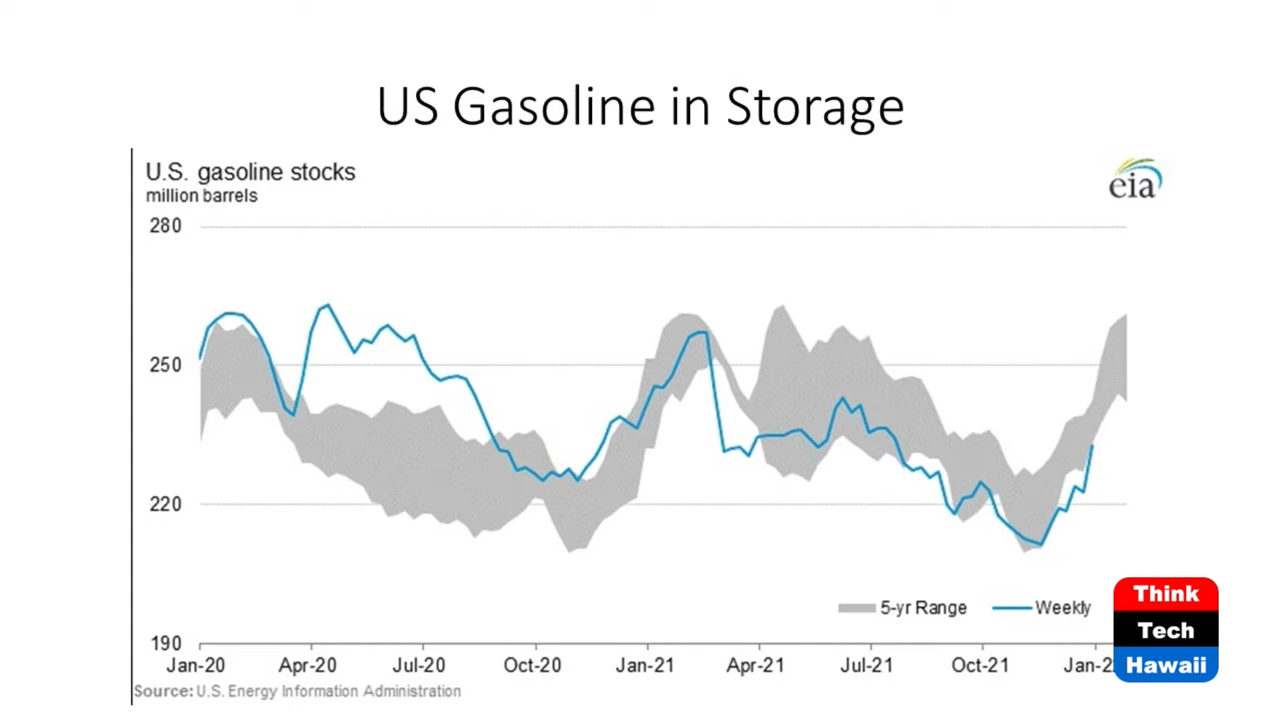 US Gasoline in Storage
U.S. gasoline stocks
million barrels
eia
280
250
220
190
5-yr Range
Weekly
Jan-20 Apr-20 Jul-20 Oct-20 Jan-21 Apr-21 Jul-21 Oct-21
Source: U.S. Energy Information Administration
Think
Tech
Hawaii